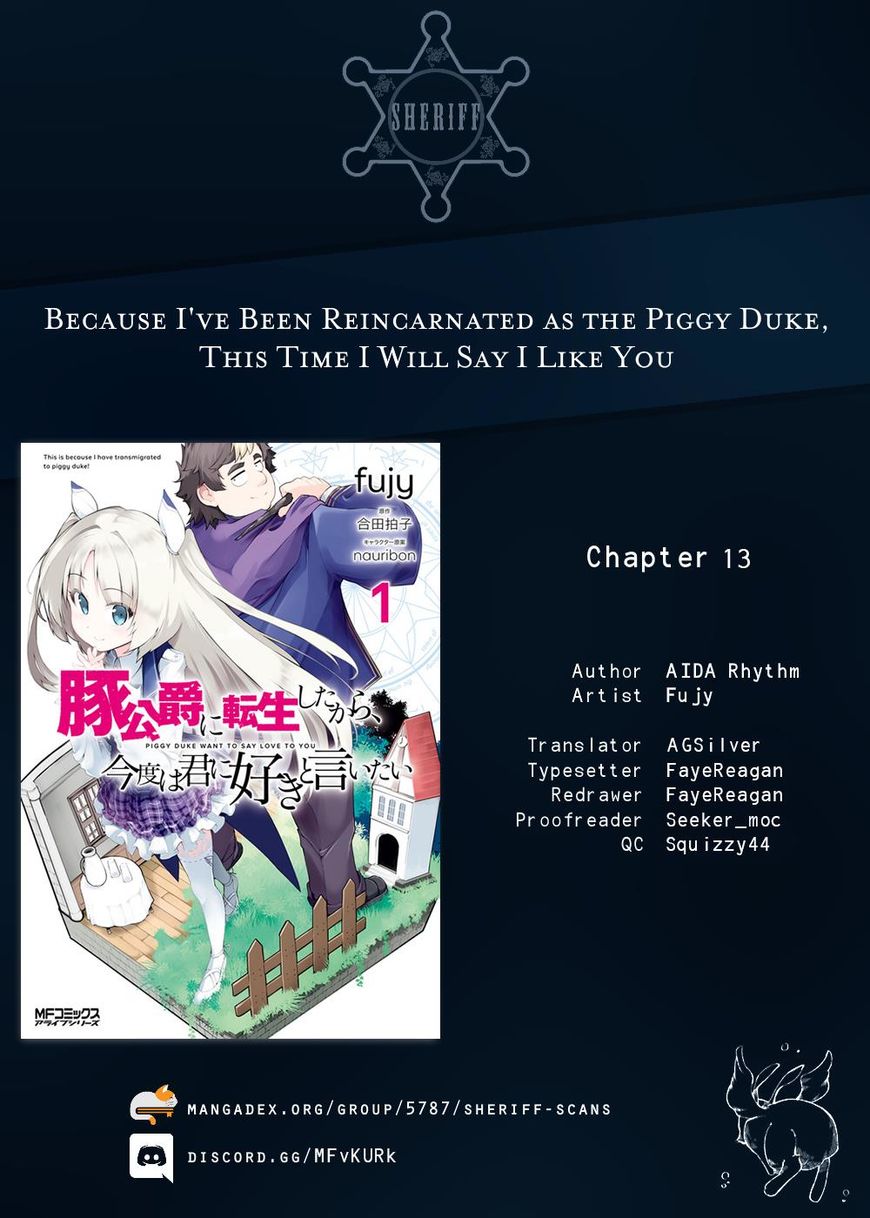 SHERIFF
Because I've Been Reincarnated as the Piggy Duke,
This Time I Will Say I Like You
This is because I have transmigrated
to piggy duke!
fujy
原作
合田拍子
キャラクター原案
nauribon
1
豚公爵に転生したから、
PIGGY DUKE WANT TO SAY LOVE TO YOU
今度は君に好きと言いたい
MFコミックス
アライブシリーズ
Chapter 13
Author AIDA Rhythm
Artist Fujy
Translator AGSilver
Typesetter FayeReagan
Redrawer FayeReagan
Proofreader Seeker_moc
QC Squizzy44
mangadex.org/group/5787/sheriff-scans
discord.gg/MFvKURk